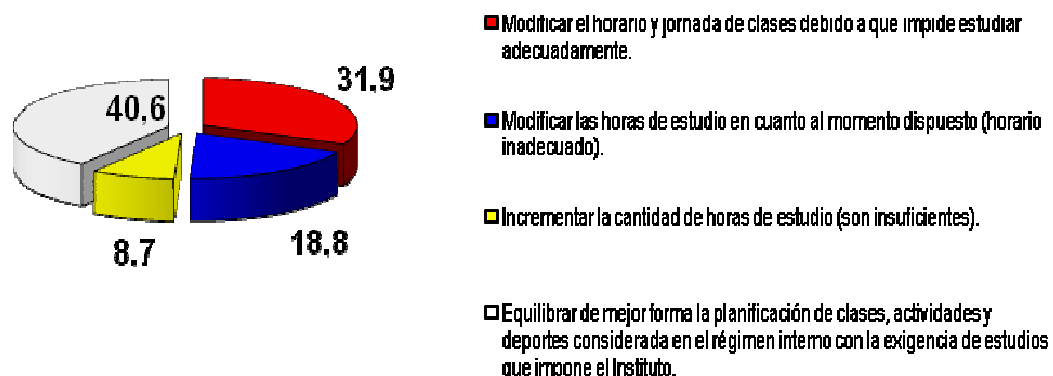 40,6
31,9
8,7
18,8
Modificar el horario y jornada de clases debido a que impide estudiar
adecuadamente.
Modificar las horas de estudio en cuanto al momento dispuesto (horario
inadecuado).
Incrementar la cantidad de horas de estudio (son insuficientes).
Equilibrar de mejor forma la planificación de clases, actividades y
deportes considerada en el régimen interno con la exigencia de estudios
que impone el Instituto.